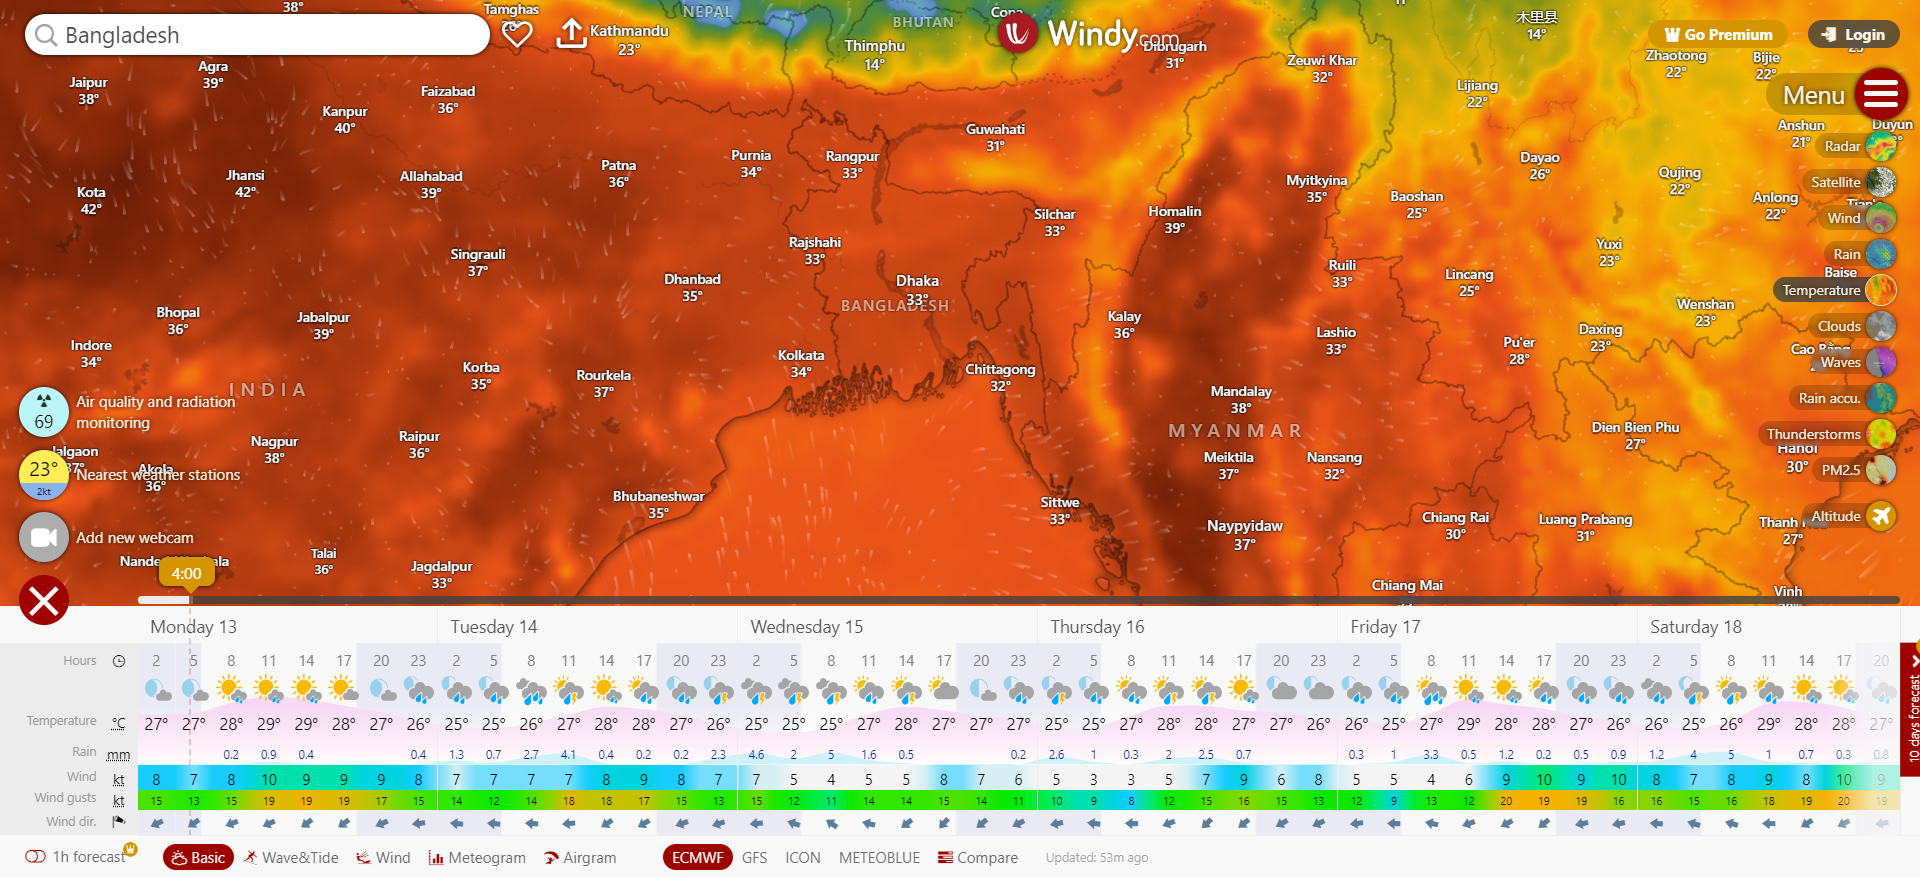 Bangladesh
Windy.com
Go Premium
Login
Menu
38°
Tamghas
26°
Kathmandu
23°
NEPAL
BHUTAN
Thimphu
14°
Cona
Dibrugarh
31°
Zeuwi Khar
32°
木里县
14°
Lijiang
22°
Zhaotong
22°
Bijie
22°
Anshun
21°
Duyun
Jaipur
38°
Agra
39°
Kanpur
40°
Faizabad
36°
Guwahati
31°
Kota
42°
Jhansi
42°
Allahabad
39°
Patna
36°
Purnia
34°
Rangpur
33°
Silchar
33°
Homalin
39°
Myitkyina
35°
Baoshan
25°
Dayao
26°
Qujing
22°
Anlong
22°
Singrauli
37°
Rajshahi
33°
Dhanbad
35°
Dhaka
33°
BANGLADESH
Ruili
33°
Lincang
25°
Yuxi
23°
Wenshan
23°
Baise
Bhopal
36°
Jabalpur
39°
Indore
34°
Korba
35°
Rourkela
37°
Kolkata
34°
Chittagong
32°
Kalay
36°
Lashio
33°
Pu'er
28°
Daxing
23°
INDIA
Mandalay
38°
MYANMAR
Meiktila
37°
Nansang
32°
Dien Bien Phu
27°
Hanoi
30°
Nagpur
38°
Raipur
36°
Jalgaon
37°
Akola
36°
Bhubaneshwar
35°
Sittwe
33°
Naypyidaw
37°
Chiang Rai
30°
Luang Prabang
31°
27°
Talai
36°
Jagdalpur
33°
Chiang Mai
Vinh
Radar
Satellite
Wind
Rain
Temperature
Clouds
Waves
Rain accu.
Thunderstorms
PM2.5
Altitude
69
Air quality and radiation
monitoring
23°
2kt
Nearest weather stations
Add new webcam
4:00
Monday 13 Tuesday 14 Wednesday 15 Thursday 16 Friday 17 Saturday 18
Hours 2 5 8 11 14 17 20 23 2 5 8 11 14 17 20 23 2 5 8 11 14 17 20 23 2 5 8 11 14 17 20 23 2 5 8 11 14 17 20 23 2 5 8 11 14 17 20
Temperature °C 27° 27° 28° 29° 29° 28° 27° 26° 25° 25° 26° 27° 28° 28° 27° 26° 25° 25° 25° 27° 28° 27° 27° 27° 25° 25° 27° 28° 28° 27° 27° 26° 26° 25° 27° 29° 28° 28° 27° 26° 26° 25° 26° 29° 28° 28° 27°
Rain mm 0.2 0.9 0.4 0.4 1.3 0.7 2.7 4.1 0.4 0.2 0.2 2.3 4.6 2 5 1.6 0.5 0.2 2.6 1 0.3 2 2.5 0.7 0.3 1 3.3 0.5 1.2 0.2 0.5 0.9 1.2 4 5 1 0.7 0.3 0.8
Wind kt 8 7 8 10 9 9 9 8 7 7 7 7 8 9 8 7 7 5 4 5 5 8 7 6 5 3 3 5 7 9 6 8 5 5 4 6 9 10 9 10 8 7 8 9 8 10 9
Wind gusts kt 15 13 15 19 19 19 17 15 14 12 14 18 18 17 15 13 15 12 11 14 14 15 14 11 10 9 8 12 15 16 15 13 12 9 13 12 20 19 19 16 16 15 16 18 19 20 19
Wind dir.
10 days forecast
1h forecast
Basic
Wave&Tide
Wind
Meteogram
Airgram
ECMWF
GFS
ICON
METEOBLUE
Compare
Updated: 53m ago